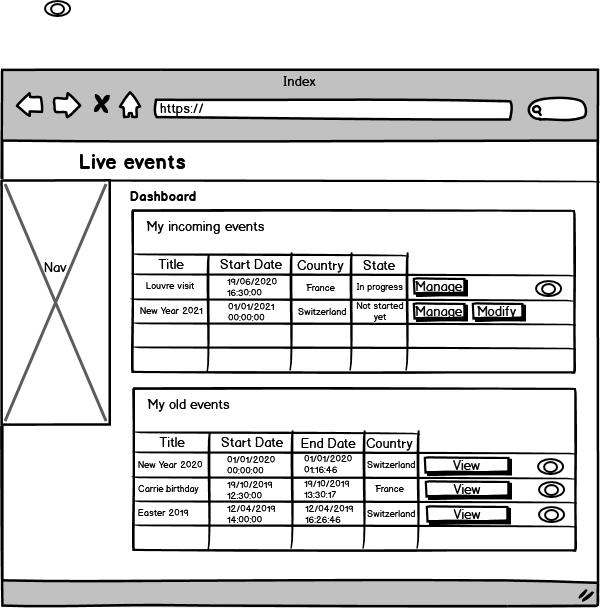 Index
https://
Live events
Nav
Dashboard
My incoming events
Title Start Date Country State
Louvre visit 19/06/2020 16:30:00 France In progress Manage
New Year 2021 01/01/2021 00:00:00 Switzerland Not started yet Manage Modify
My old events
Title Start Date End Date Country
New Year 2020 01/01/2020 00:00:00 01/01/2020 01:16:46 Switzerland View
Carrie birthday 19/10/2019 12:30:00 19/10/2019 13:30:17 France View
Easter 2019 12/04/2019 14:00:00 12/04/2019 16:26:46 Switzerland View